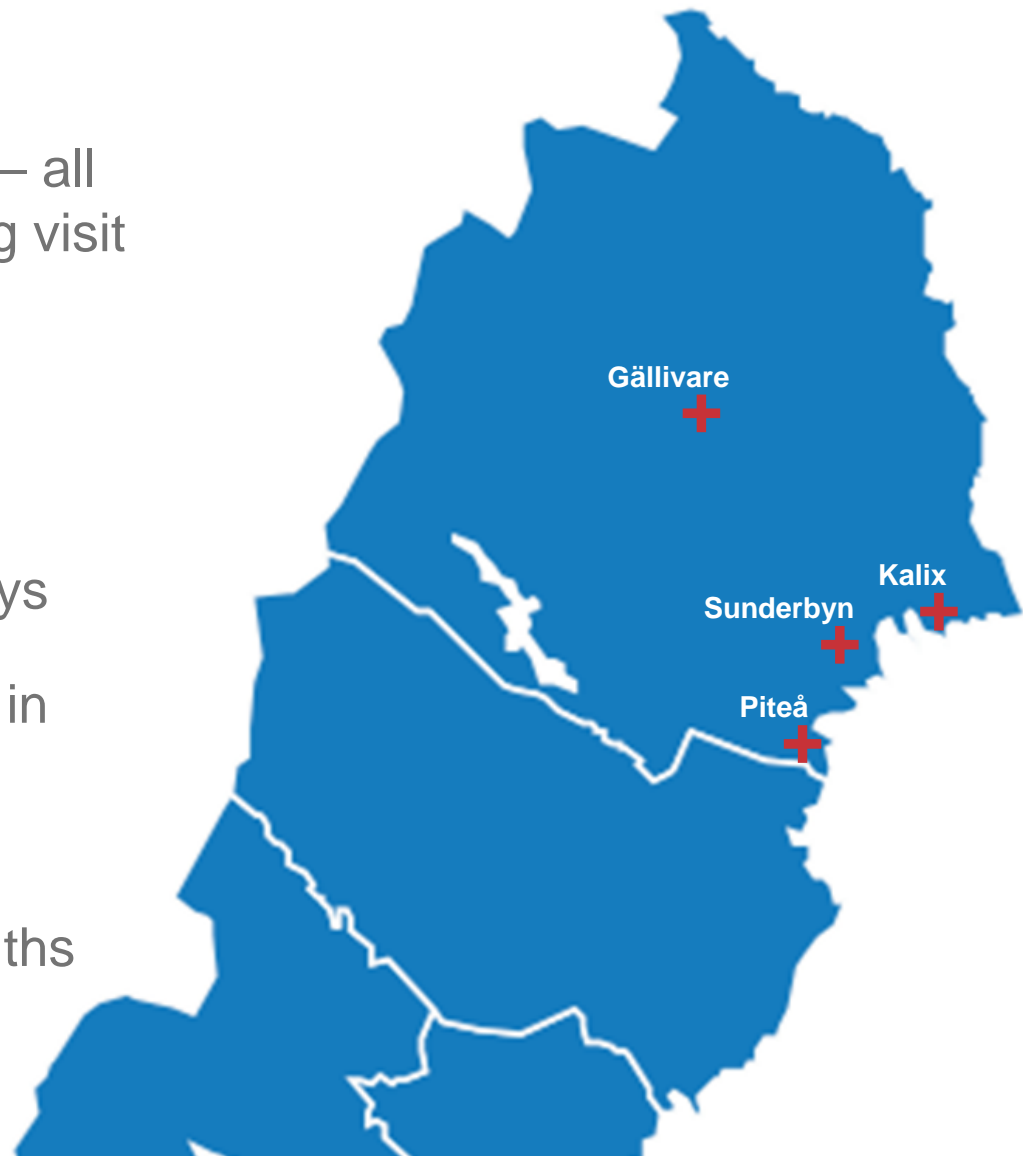 – all
g visit
Gällivare
Kalix
ys
Sunderbyn
in
Piteå
ths